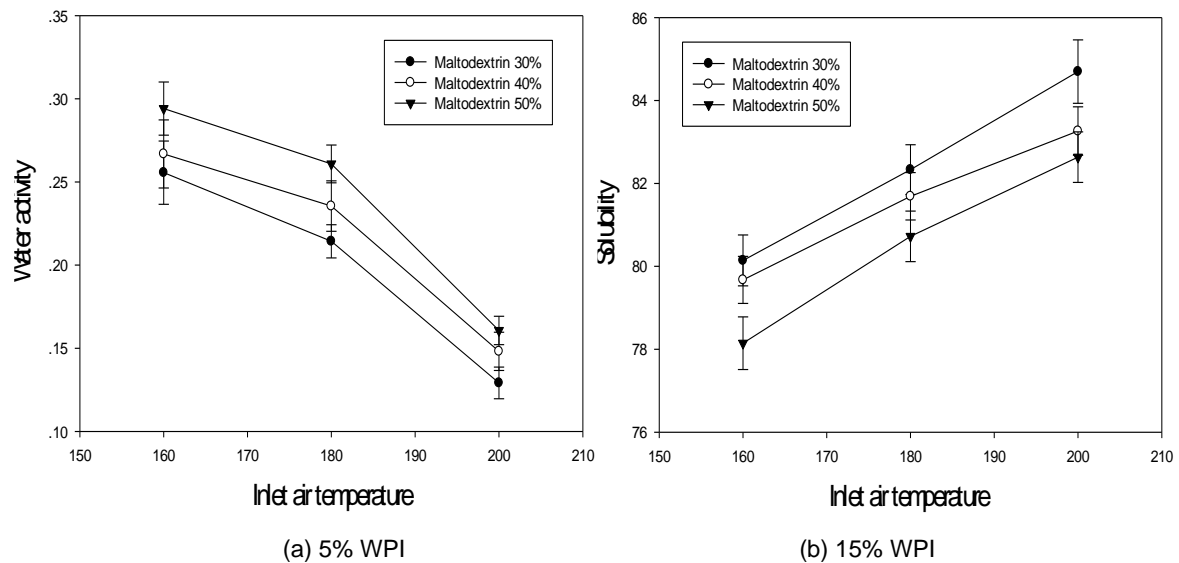 .35
.30
.25
.20
.15
.10
Water activity
Maltodextrin 30%
Maltodextrin 40%
Maltodextrin 50%
150 160 170 180 190 200 210
Inlet air temperature
(a) 5% WPI
86
84
82
80
78
76
Solubility
Maltodextrin 30%
Maltodextrin 40%
Maltodextrin 50%
150 160 170 180 190 200 210
Inlet air temperature
(b) 15% WPI